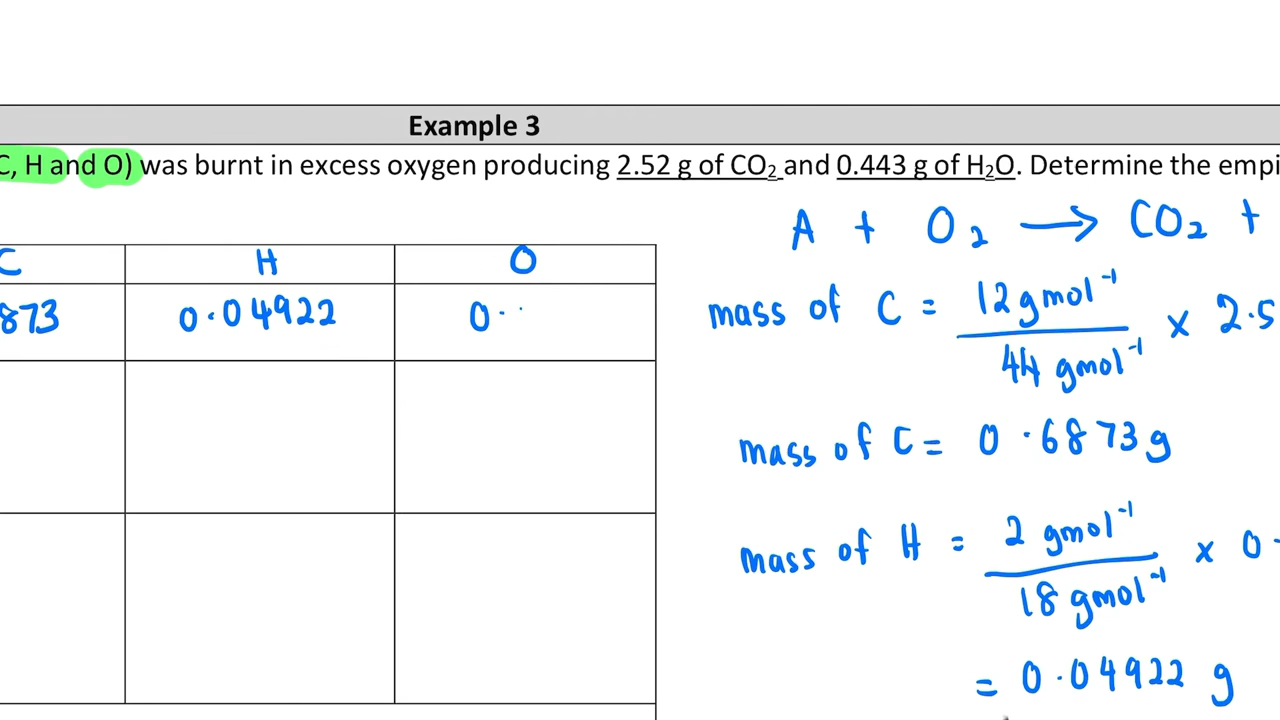 Example 3
C, H and O) was burnt in excess oxygen producing 2.52 g of CO₂ and 0.443 g of H₂O. Determine the empi
A + O₂ → CO₂ +
C H O
873 0.04922 0..
mass of C = 12 gmol⁻¹ / 44 gmol⁻¹ x 2.5
mass of C = 0.6873 g
mass of H = 2 gmol⁻¹ / 18 gmol⁻¹ x 0.
= 0.04922 g